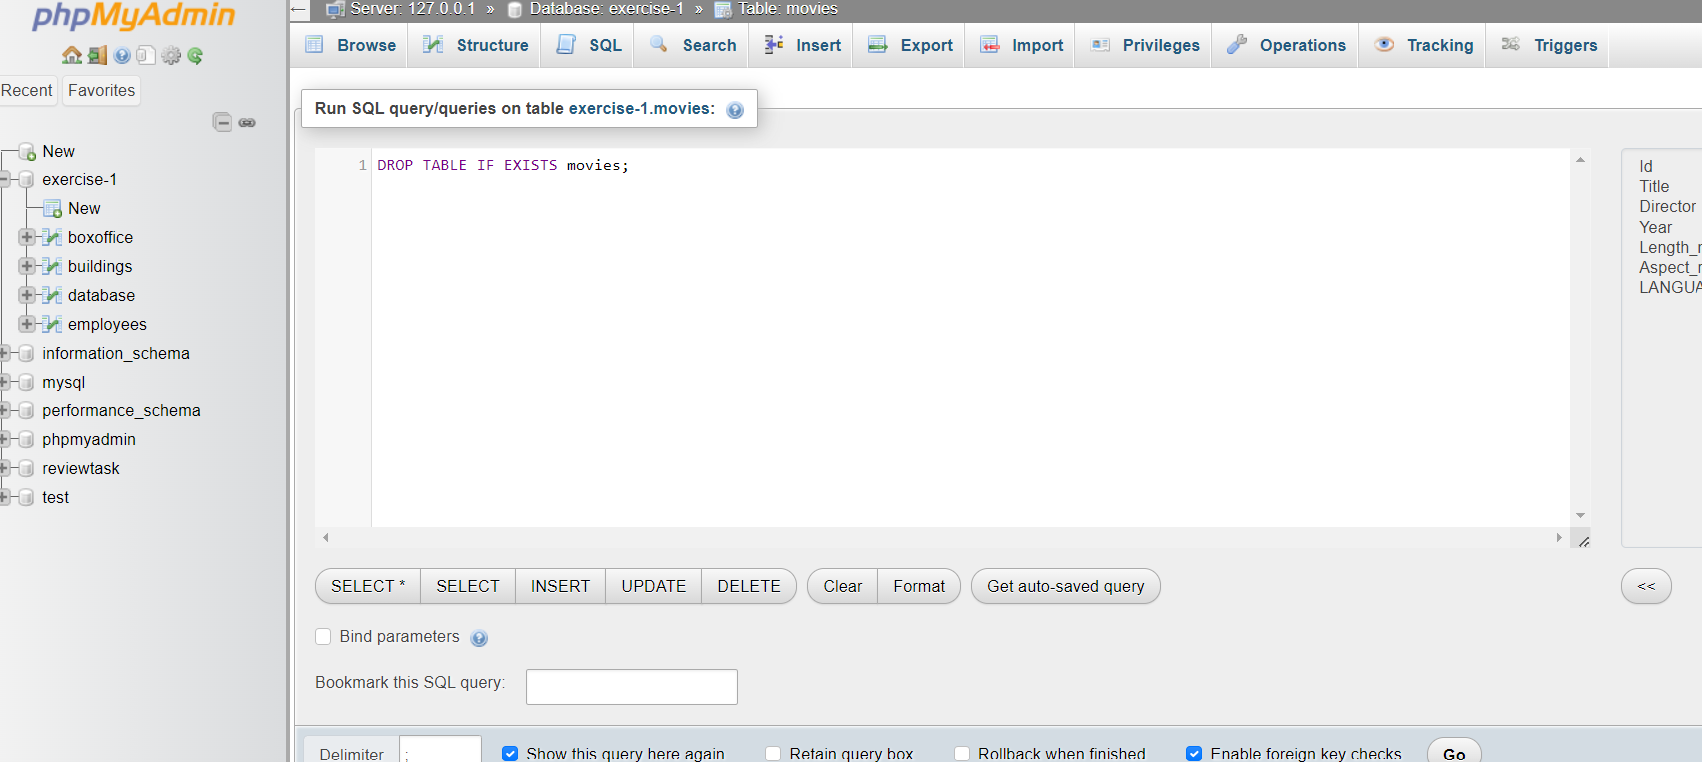 phpMyAdmin
Recent Favorites
New
exercise-1
New
boxoffice
buildings
database
employees
information_schema
mysql
performance_schema
phpmyadmin
reviewtask
test
Server: 127.0.0.1 » Database: exercise-1 » Table: movies
Browse Structure SQL Search Insert Export Import Privileges Operations Tracking Triggers
Run SQL query/queries on table exercise-1.movies:
1 DROP TABLE IF EXISTS movies;
Id
Title
Director
Year
Length_
Aspect_
LANGUA
SELECT * SELECT INSERT UPDATE DELETE Clear Format Get auto-saved query <<
Bind parameters
Bookmark this SQL query:
Delimiter ; Show this query here again Retain query box Rollback when finished Enable foreign key checks Go